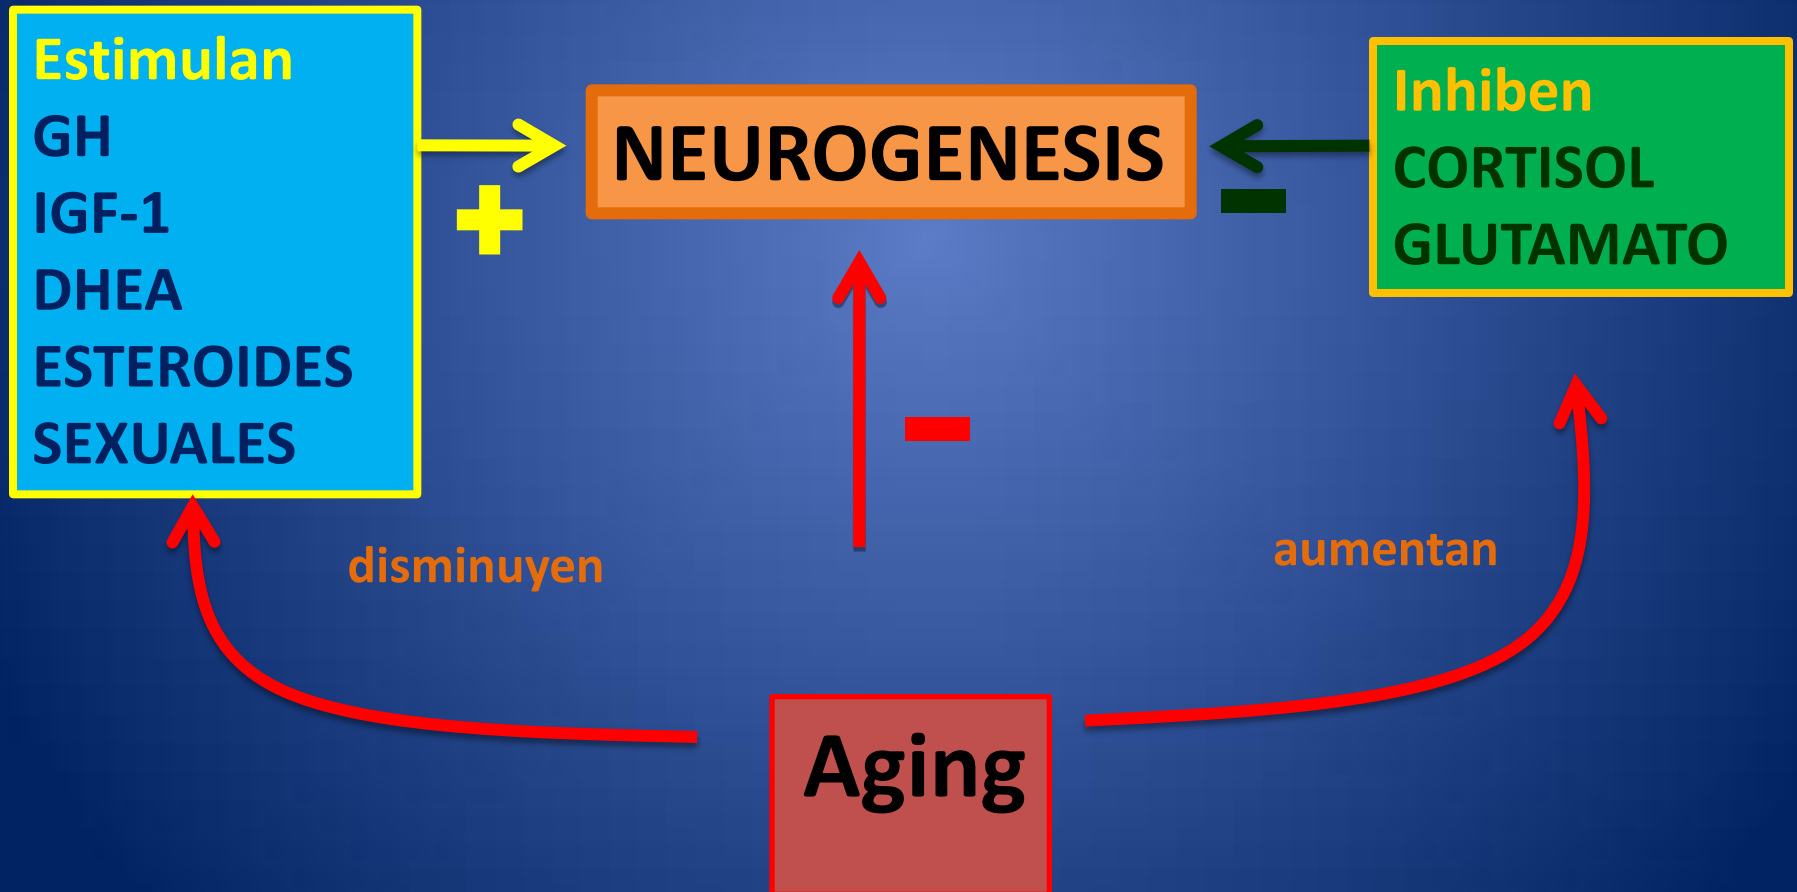 Estimulan
GH
IGF-1
DHEA
ESTEROIDES
SEXUALES
+
NEUROGENESIS
-
Inhiben
CORTISOL
GLUTAMATO
-
disminuyen
aumentan
Aging